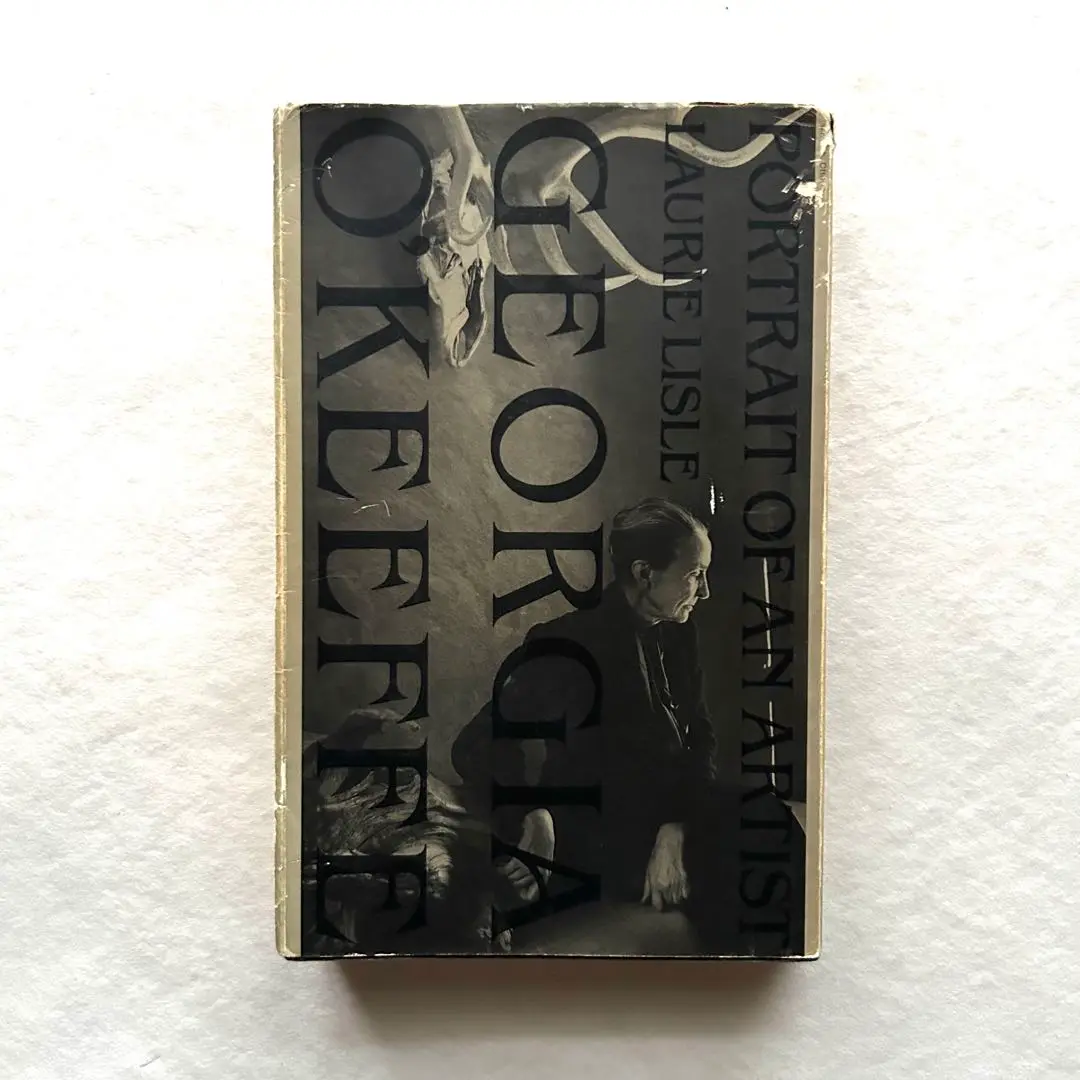 PORTRAIT OF AN ARTIST
LAURIE LISLE
GEORGIA
O'KEEFFE